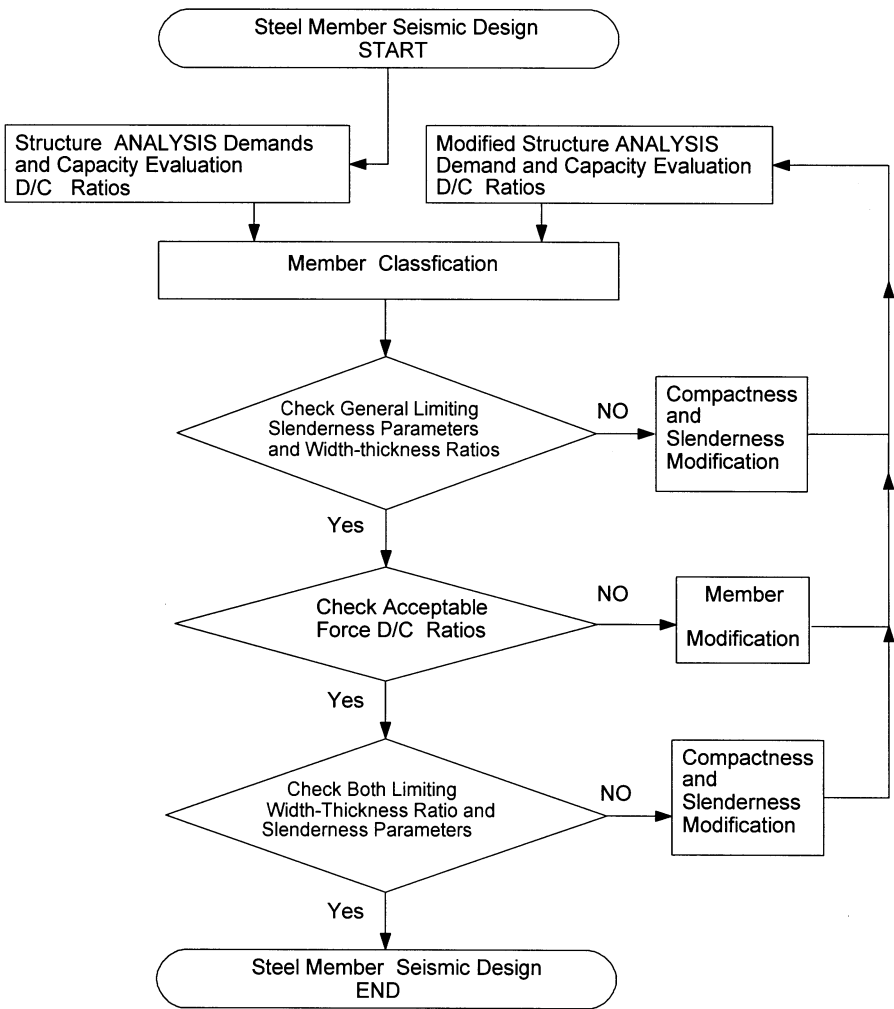 Steel Member Seismic Design
START
Structure ANALYSIS Demands
and Capacity Evaluation
D/C Ratios
Modified Structure ANALYSIS
Demand and Capacity Evaluation
D/C Ratios
Member Classfication
Check General Limiting
Slenderness Parameters
and Width-thickness Ratios
NO
Compactness
and
Slenderness
Modification
Yes
Check Acceptable
Force D/C Ratios
NO
Member
Modification
Yes
Check Both Limiting
Width-Thickness Ratio and
Slenderness Parameters
NO
Compactness
and
Slenderness
Modification
Yes
Steel Member Seismic Design
END